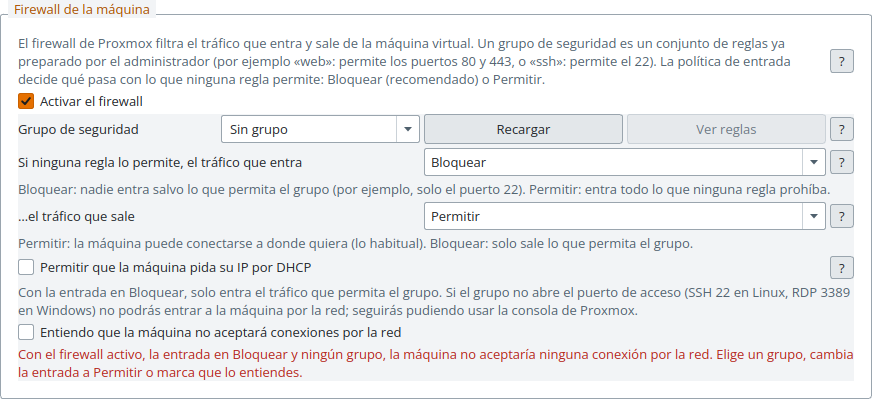 Firewall de la máquina
El firewall de Proxmox filtra el tráfico que entra y sale de la máquina virtual. Un grupo de seguridad es un conjunto de reglas ya
preparado por el administrador (por ejemplo «web»: permite los puertos 80 y 443, o «ssh»: permite el 22). La política de entrada
decide qué pasa con lo que ninguna regla permite: Bloquear (recomendado) o Permitir.
?
Activar el firewall
Grupo de seguridad Sin grupo Recargar Ver reglas ?
Si ninguna regla lo permite, el tráfico que entra Bloquear ?
Bloquear: nadie entra salvo lo que permita el grupo (por ejemplo, solo el puerto 22). Permitir: entra todo lo que ninguna regla prohíba.
...el tráfico que sale Permitir ?
Permitir: la máquina puede conectarse a donde quiera (lo habitual). Bloquear: solo sale lo que permita el grupo.
Permitir que la máquina pida su IP por DHCP ?
Con la entrada en Bloquear, solo entra el tráfico que permita el grupo. Si el grupo no abre el puerto de acceso (SSH 22 en Linux, RDP 3389
en Windows) no podrás entrar a la máquina por la red; seguirás pudiendo usar la consola de Proxmox.
Entiendo que la máquina no aceptará conexiones por la red
Con el firewall activo, la entrada en Bloquear y ningún grupo, la máquina no aceptaría ninguna conexión por la red. Elige un grupo, cambia
la entrada a Permitir o marca que lo entiendes.